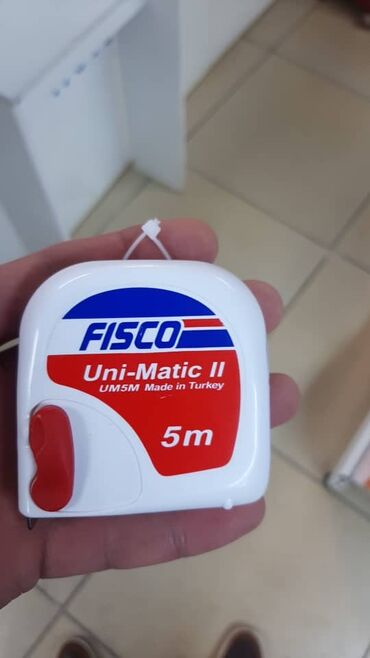 FISCO
Uni-Matic II
UM5M Made in Turkey
5m